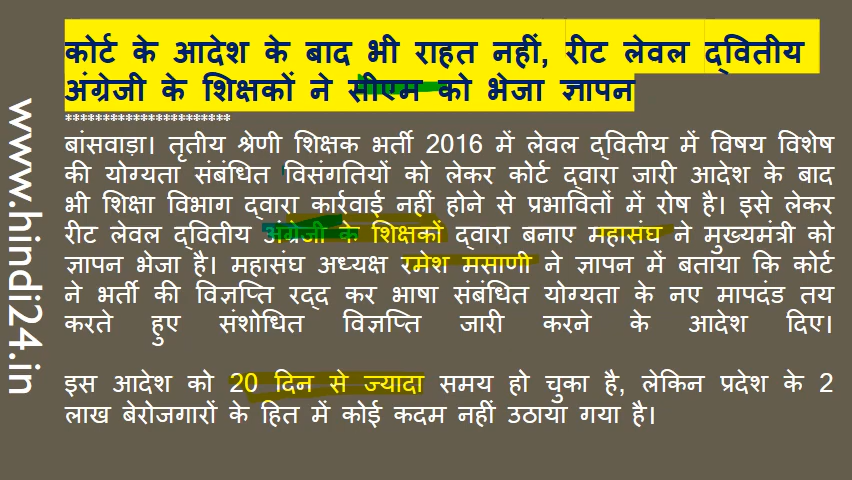 कोर्ट के आदेश के बाद भी राहत नहीं, रीट लेवल द्वितीय
अंग्रेजी के शिक्षकों ने सीएम को भेजा ज्ञापन
**********************
बांसवाड़ा। तृतीय श्रेणी शिक्षक भर्ती 2016 में लेवल द्वितीय में विषय विशेष
की योग्यता संबंधित विसंगतियों को लेकर कोर्ट द्वारा जारी आदेश के बाद
भी शिक्षा विभाग द्वारा कार्रवाई नहीं होने से प्रभावितों में रोष है। इसे लेकर
रीट लेवल द्वितीय अंग्रेजी के शिक्षकों द्वारा बनाए महासंघ ने मुख्यमंत्री को
ज्ञापन भेजा है। महासंघ अध्यक्ष रमेश मसाणी ने ज्ञापन में बताया कि कोर्ट
ने भर्ती की विज्ञप्ति रद्द कर भाषा संबंधित योग्यता के नए मापदंड तय
करते हुए संशोधित विज्ञप्ति जारी करने के आदेश दिए।
इस आदेश को 20 दिन से ज्यादा समय हो चुका है, लेकिन प्रदेश के 2
लाख बेरोजगारों के हित में कोई कदम नहीं उठाया गया है।
www.hindi24.in